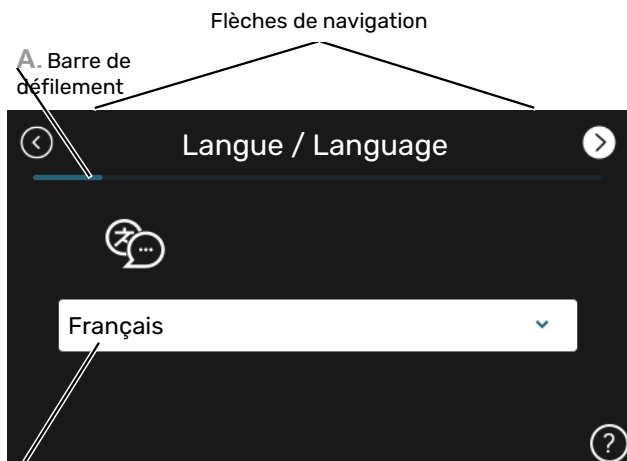 Flèches de navigation
A. Barre de
défilement
Langue / Language
Français
?